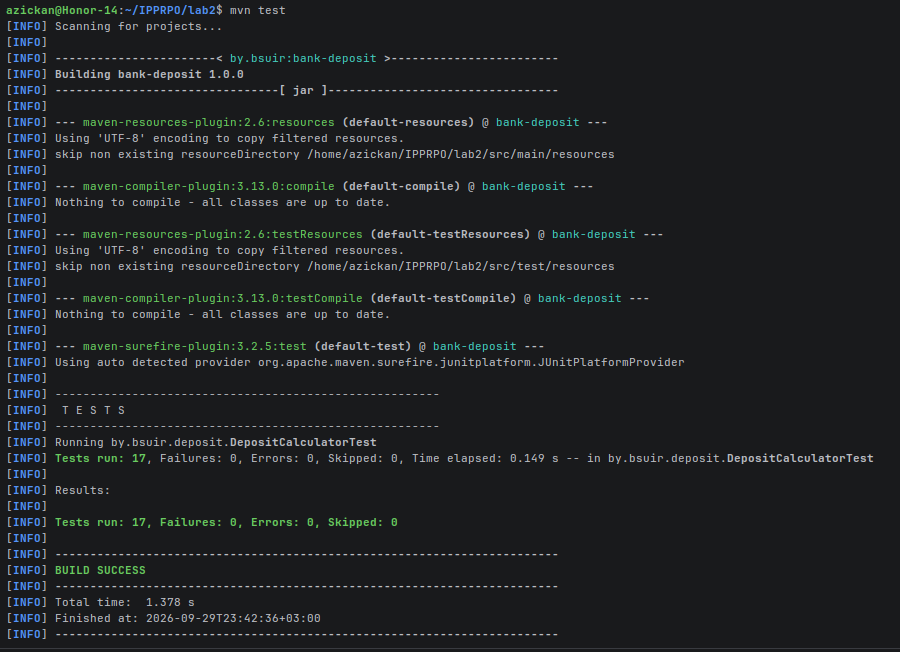 azickan@Honor-14:~/IPPRPO/lab2$ mvn test
[INFO] Scanning for projects...
[INFO]
[INFO] -----------------------< by.bsuir:bank-deposit >------------------------
[INFO] Building bank-deposit 1.0.0
[INFO] --------------------------------[ jar ]---------------------------------
[INFO]
[INFO] --- maven-resources-plugin:2.6:resources (default-resources) @ bank-deposit ---
[INFO] Using 'UTF-8' encoding to copy filtered resources.
[INFO] skip non existing resourceDirectory /home/azickan/IPPRPO/lab2/src/main/resources
[INFO]
[INFO] --- maven-compiler-plugin:3.13.0:compile (default-compile) @ bank-deposit ---
[INFO] Nothing to compile - all classes are up to date.
[INFO]
[INFO] --- maven-resources-plugin:2.6:testResources (default-testResources) @ bank-deposit ---
[INFO] Using 'UTF-8' encoding to copy filtered resources.
[INFO] skip non existing resourceDirectory /home/azickan/IPPRPO/lab2/src/test/resources
[INFO]
[INFO] --- maven-compiler-plugin:3.13.0:testCompile (default-testCompile) @ bank-deposit ---
[INFO] Nothing to compile - all classes are up to date.
[INFO]
[INFO] --- maven-surefire-plugin:3.2.5:test (default-test) @ bank-deposit ---
[INFO] Using auto detected provider org.apache.maven.surefire.junitplatform.JUnitPlatformProvider
[INFO]
[INFO] -------------------------------------------------------
[INFO]  T E S T S
[INFO] -------------------------------------------------------
[INFO] Running by.bsuir.deposit.DepositCalculatorTest
[INFO] Tests run: 17, Failures: 0, Errors: 0, Skipped: 0, Time elapsed: 0.149 s -- in by.bsuir.deposit.DepositCalculatorTest
[INFO]
[INFO] Results:
[INFO]
[INFO] Tests run: 17, Failures: 0, Errors: 0, Skipped: 0
[INFO]
[INFO] ------------------------------------------------------------------------
[INFO] BUILD SUCCESS
[INFO] ------------------------------------------------------------------------
[INFO] Total time:  1.378 s
[INFO] Finished at: 2026-09-29T23:42:36+03:00
[INFO] ------------------------------------------------------------------------